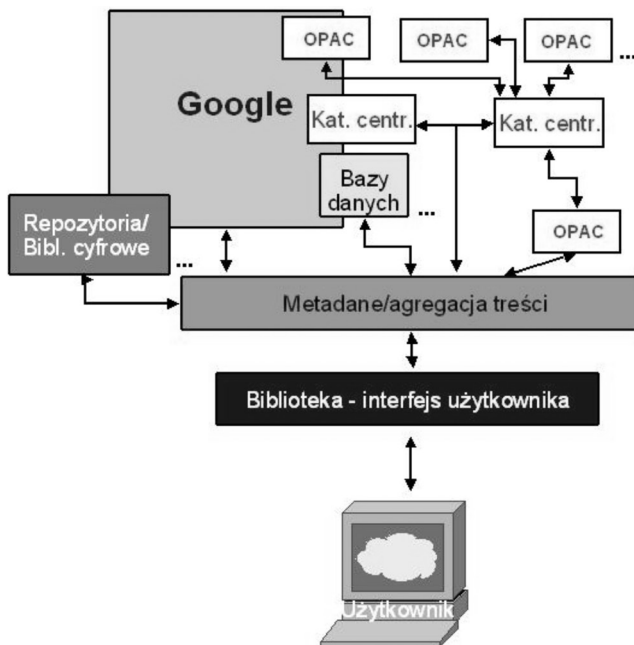 OPAC
OPAC
OPAC
...
Google
Kat. centr.
Kat. centr.
Bazy
danych
...
Repozytoria/
Bibl. cyfrowe
...
OPAC
Metadane/agregacja treści
Biblioteka - interfejs użytkownika
Użytkownik